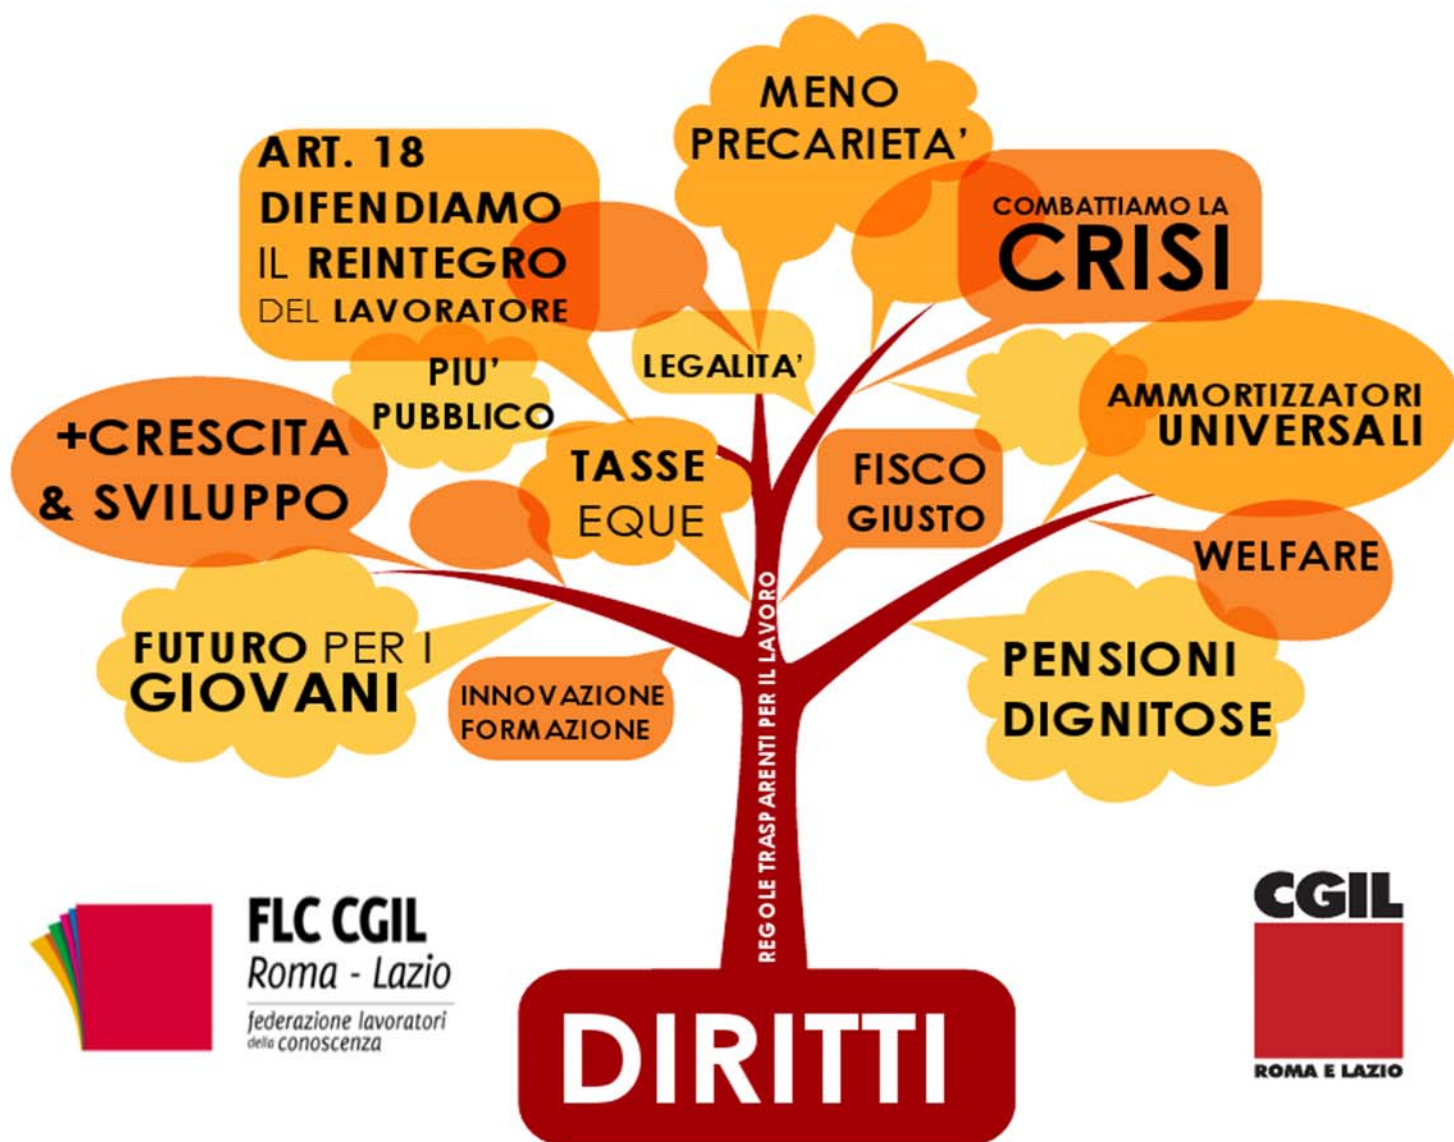 MENO
PRECARIETA'
ART. 18
DIFENDIAMO
IL REINTEGRO
DEL LAVORATORE
COMBATTIAMO LA
CRISI
LEGALITA'
PIU'
PUBBLICO
AMMORTIZZATORI
UNIVERSALI
+CRESCITA
& SVILUPPO
TASSE
EQUE
FISCO
GIUSTO
WELFARE
FUTURO PER I
GIOVANI
INNOVAZIONE
FORMAZIONE
PENSIONI
DIGNITOSE
REGOLE TRASPARENTI PER IL LAVORO
DIRITTI
FLC CGIL
Roma - Lazio
federazione lavoratori
della conoscenza
CGIL
ROMA E LAZIO